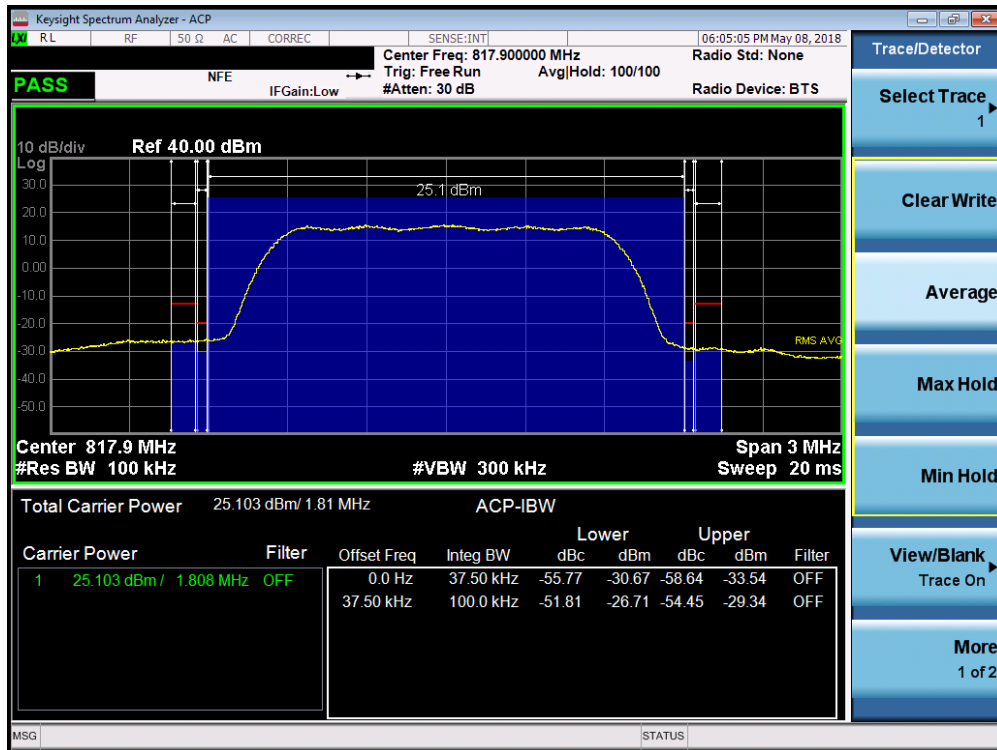 Keysight Spectrum Analyzer - ACP
LXI RL RF 50 Ω AC CORREC SENSE:INT 06:05:05 PM May 08, 2018
Center Freq: 817.900000 MHz Radio Std: None
PASS NFE Trig: Free Run Avg|Hold: 100/100
IFGain:Low #Atten: 30 dB Radio Device: BTS
Trace/Detector
Select Trace
1
Clear Write
Average
Max Hold
Min Hold
View/Blank
Trace On
More
1 of 2
10 dB/div Ref 40.00 dBm
Log
30.0
20.0
10.0
0.00
-10.0
-20.0
-30.0
-40.0
-50.0
25.1 dBm
RMS AVG
Center 817.9 MHz Span 3 MHz
#Res BW 100 kHz #VBW 300 kHz Sweep 20 ms
Total Carrier Power 25.103 dBm/ 1.81 MHz ACP-IBW
Lower Upper
Carrier Power Filter Offset Freq Integ BW dBc dBm dBc dBm Filter
1 25.103 dBm / 1.808 MHz OFF 0.0 Hz 37.50 kHz -55.77 -30.67 -58.64 -33.54 OFF
37.50 kHz 100.0 kHz -51.81 -26.71 -54.45 -29.34 OFF
MSG STATUS